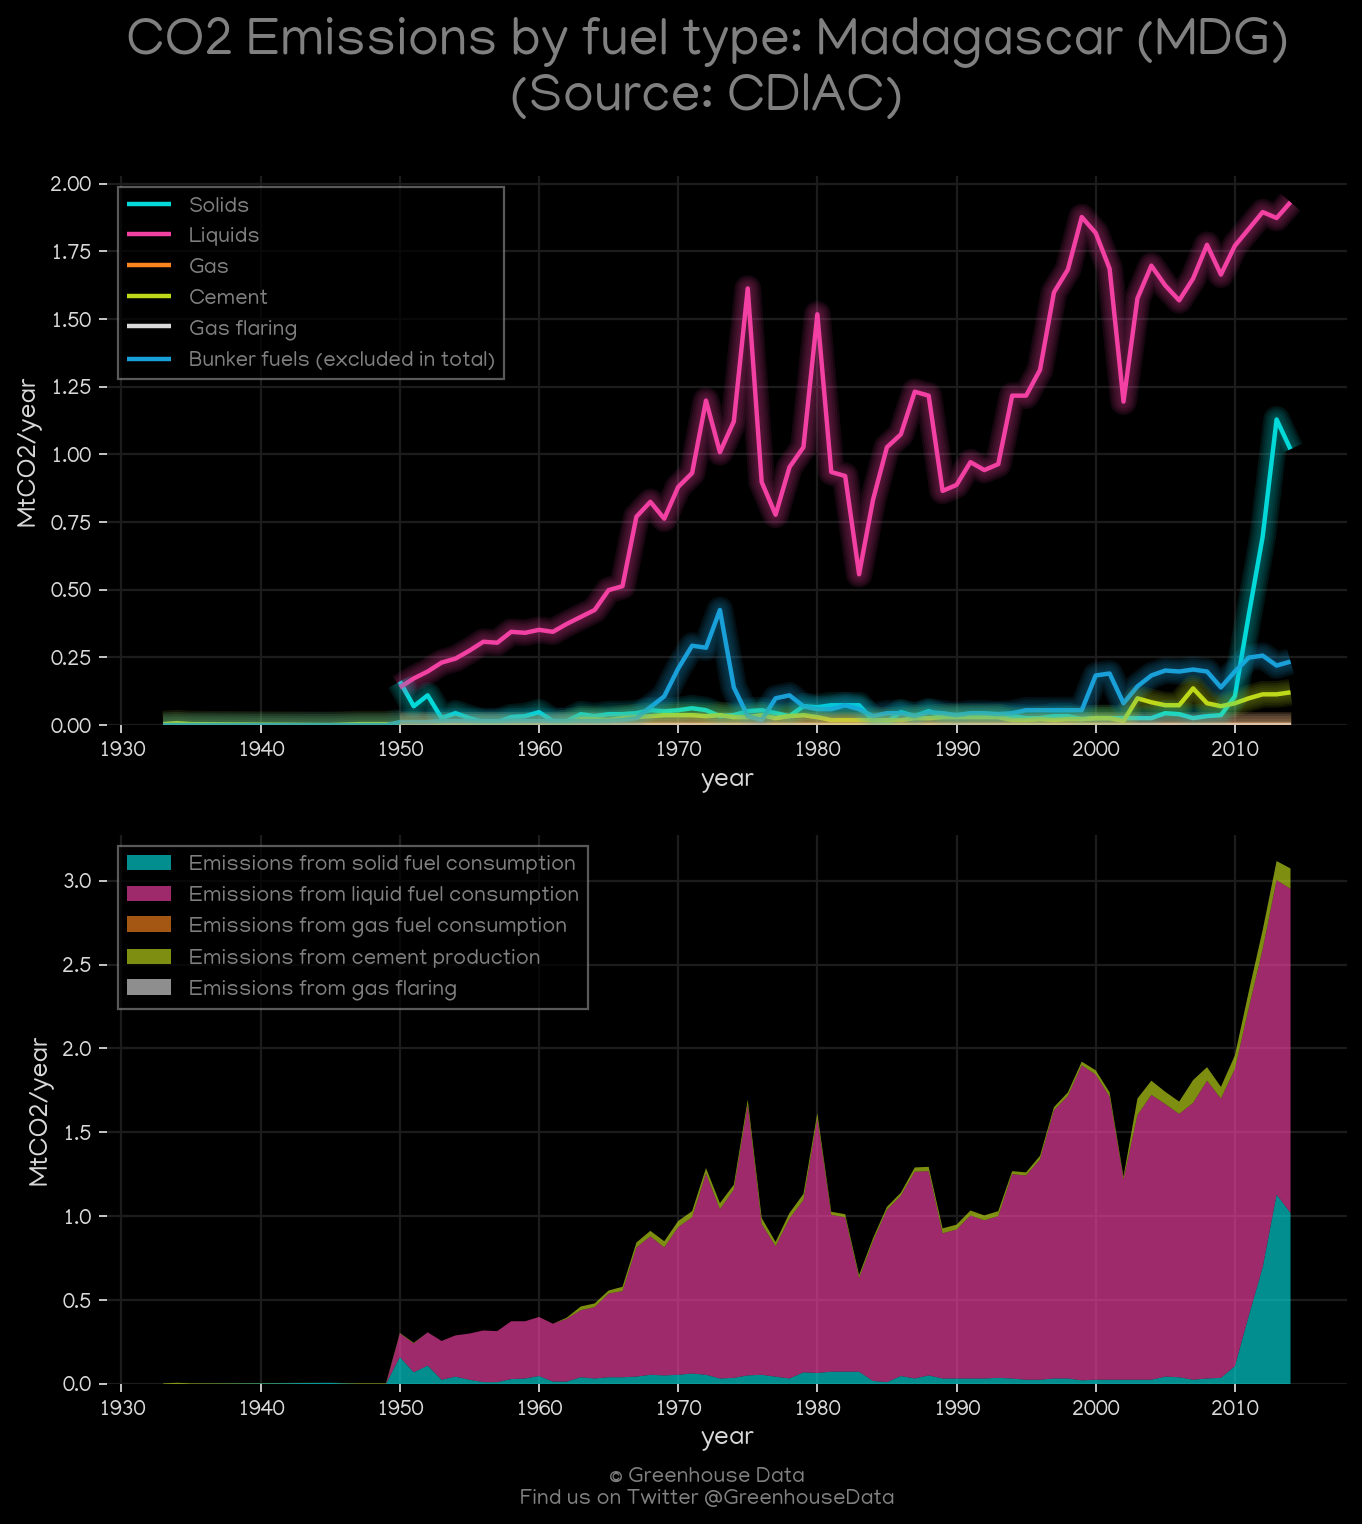 CO2 Emissions by fuel type: Madagascar (MDG)
(Source: CDIAC)
2.00
1.75
1.50
1.25
1.00
0.75
0.50
0.25
0.00
MtCO2/year
Solids
Liquids
Gas
Cement
Gas flaring
Bunker fuels (excluded in total)
1930 1940 1950 1960 1970 1980 1990 2000 2010
year
3.0
2.5
2.0
1.5
1.0
0.5
0.0
MtCO2/year
Emissions from solid fuel consumption
Emissions from liquid fuel consumption
Emissions from gas fuel consumption
Emissions from cement production
Emissions from gas flaring
1930 1940 1950 1960 1970 1980 1990 2000 2010
year
© Greenhouse Data
Find us on Twitter @GreenhouseData